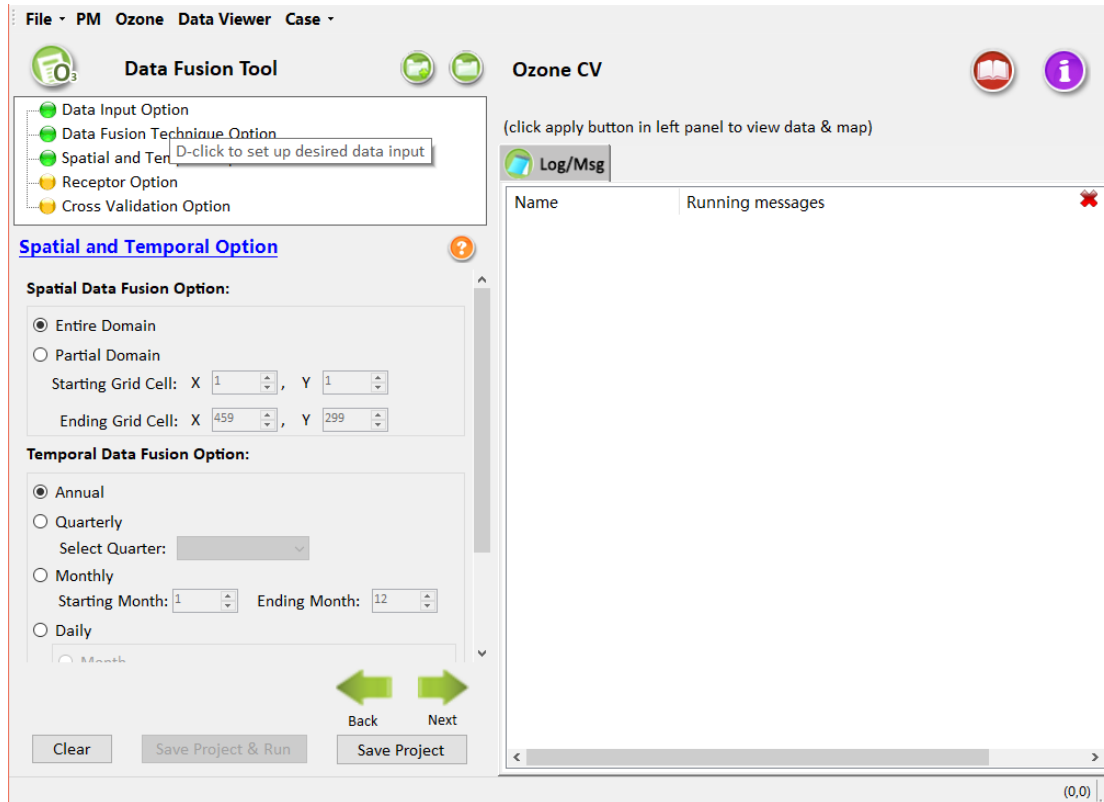 File PM Ozone Data Viewer Case
O3 Data Fusion Tool
Ozone CV
Data Input Option
Data Fusion Technique Option
Spatial and Tem
D-click to set up desired data input
Receptor Option
Cross Validation Option
(click apply button in left panel to view data & map)
Log/Msg
Name Running messages
Spatial and Temporal Option
?
Spatial Data Fusion Option:
Entire Domain
Partial Domain
Starting Grid Cell: X 1 , Y 1
Ending Grid Cell: X 459 , Y 299
Temporal Data Fusion Option:
Annual
Quarterly
Select Quarter:
Monthly
Starting Month: 1 Ending Month: 12
Daily
Month
Back Next
Clear Save Project & Run Save Project
(0,0)